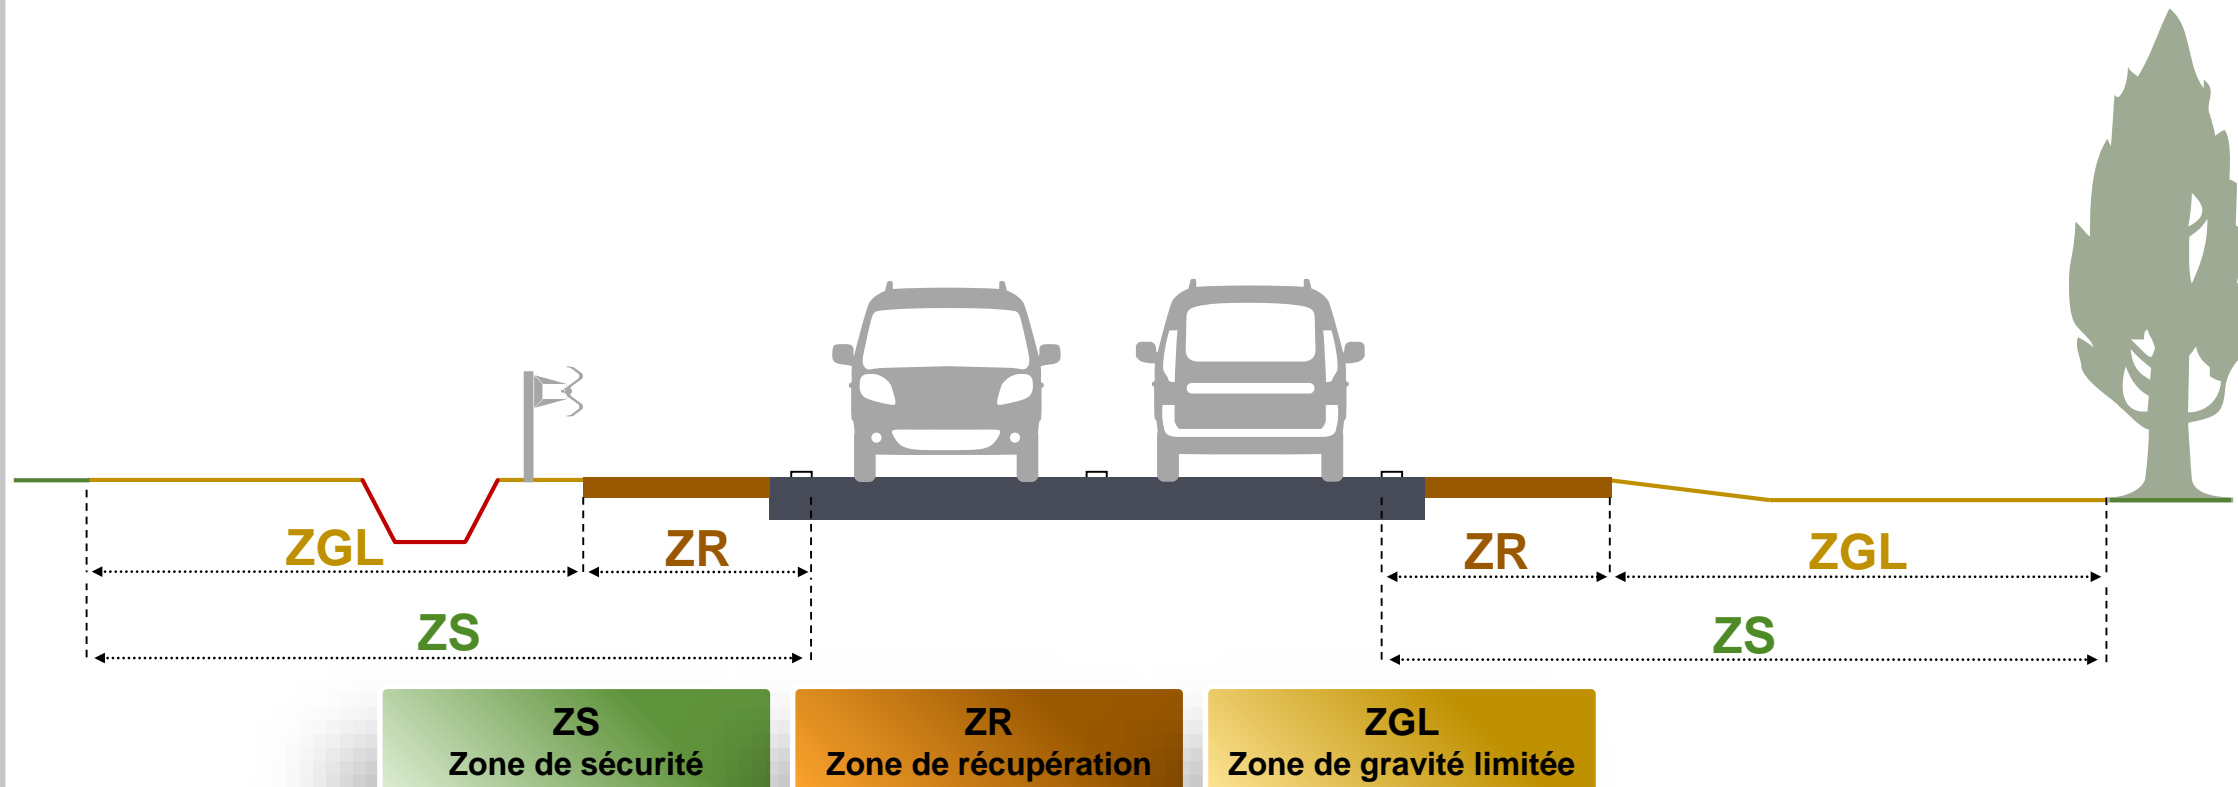 ZGL
ZR
ZR
ZGL
ZS
ZS
ZS
Zone de sécurité
ZR
Zone de récupération
ZGL
Zone de gravité limitée